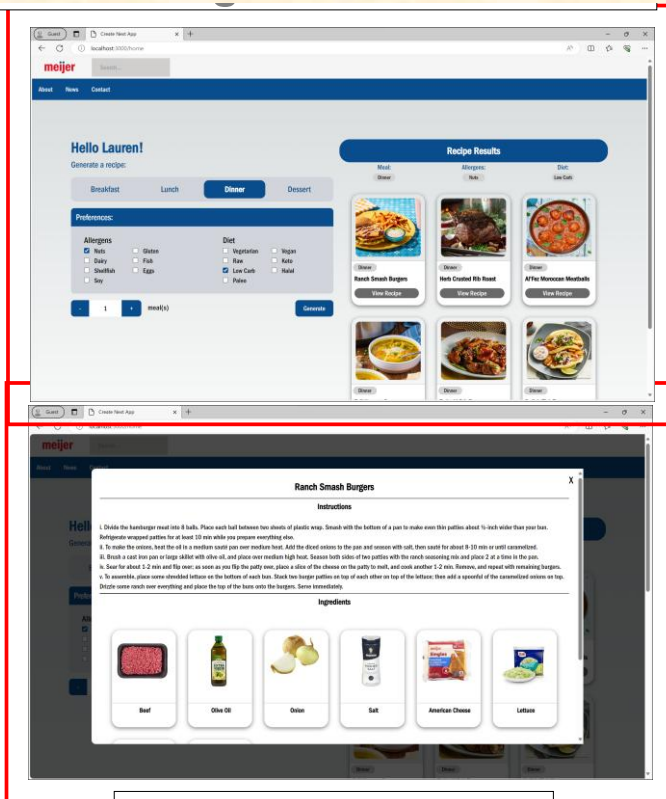 Guest
Create Next App
localhost:3000/home
meijer
Search...
About News Contact
Hello Lauren!
Generate a recipe:
Breakfast Lunch Dinner Dessert
Preferences:
Allergens
Nuts Gluten
Dairy Fish
Shellfish Eggs
Soy
Diet
Vegetarian Vegan
Raw Keto
Low Carb Halal
Paleo
- 1 + meal(s)
Generate
Recipe Results
Meal: Allergens: Diet:
Dinner Nuts Low Carb
Dinner Dinner Dinner
Ranch Smash Burgers Herb Crusted Rib Roast Al'Fez Moroccan Meatballs
View Recipe View Recipe View Recipe
Dinner Dinner Dinner
Guest
Create Next App
localhost:3000/home
meijer
About News Contact
Ranch Smash Burgers
X
Instructions
i. Divide the hamburger meat into 8 balls. Place each ball between two sheets of plastic wrap. Smash with the bottom of a pan to make even thin patties about ½-inch wider than your bun.
Refrigerate wrapped patties for at least 10 min while you prepare everything else.
ii. To make the onions, heat the oil in a medium sauté pan over medium heat. Add the diced onions to the pan and season with salt, then sauté for about 8-10 min or until caramelized.
iii. Brush a cast iron pan or large skillet with olive oil, and place over medium high heat. Season both sides of two patties with the ranch seasoning mix and place 2 at a time in the pan.
iv. Sear for about 1-2 min and flip over; as soon as you flip the patty over, place a slice of the cheese on the patty to melt, and cook another 1-2 min. Remove, and repeat with remaining burgers.
v. To assemble, place some shredded lettuce on the bottom of each bun. Stack two burger patties on top of each other on top of the lettuce; then add a spoonful of the caramelized onions on top.
Drizzle some ranch over everything and place the top of the buns onto the burgers. Serve immediately.
Ingredients
Beef Olive Oil Onion Salt American Cheese Lettuce
Dinner Dinner Dinner